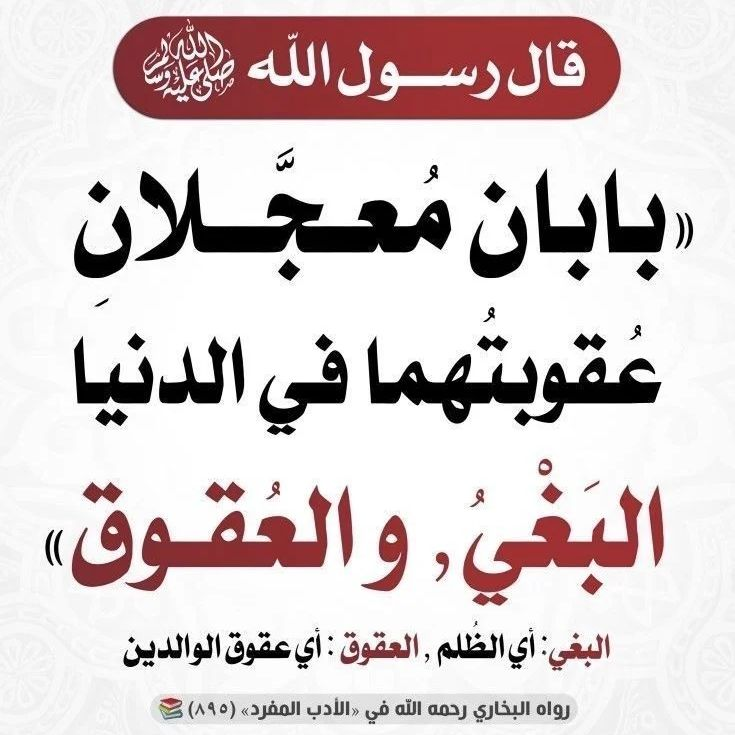 قال رسول الله صلى الله عليه وسلم
«بابان مُعجَّلانِ
عُقوبتُهما في الدنيا
البَغْيُ, والعُقوق»
البغي: أي الظُلم , العقوق : أي عقوق الوالدين
رواه البخاري رحمه الله في «الأدب المفرد» (٨٩٥)